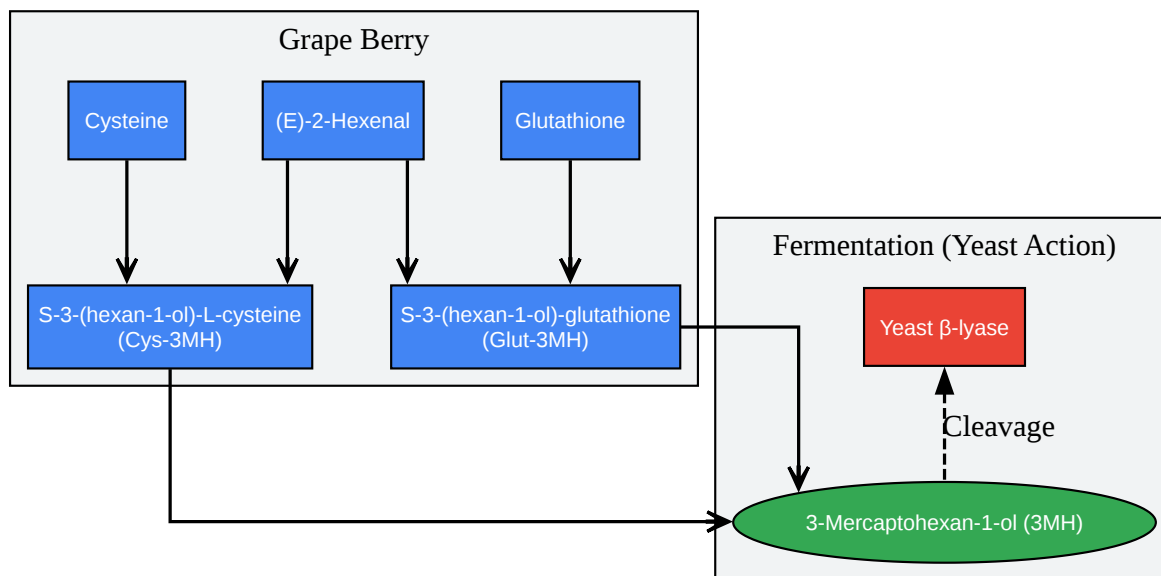 Grape Berry
Cysteine
(E)-2-Hexenal
Glutathione
S-3-(hexan-1-ol)-L-cysteine
(Cys-3MH)
S-3-(hexan-1-ol)-glutathione
(Glut-3MH)
Fermentation (Yeast Action)
Yeast β-lyase
Cleavage
3-Mercaptohexan-1-ol (3MH)